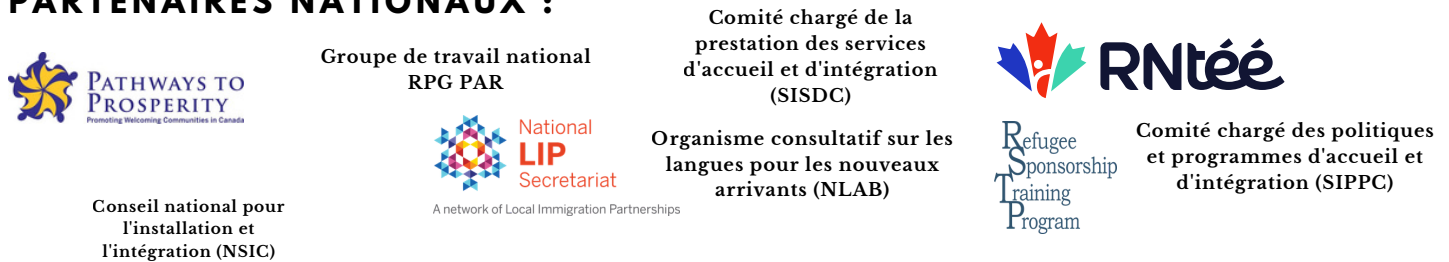 PARTENAIRES NATIONAUX :
PATHWAYS TO
PROSPERITY
Promoting Welcoming Communities in Canada
Conseil national pour
l'installation et
l'intégration (NSIC)
Groupe de travail national
RPG PAR
National
LIP
Secretariat
A network of Local Immigration Partnerships
Comité chargé de la
prestation des services
d'accueil et d'intégration
(SISDC)
Organisme consultatif sur les
langues pour les nouveaux
arrivants (NLAB)
RNtéé
Refugee
Sponsorship
Training
Program
Comité chargé des politiques
et programmes d'accueil et
d'intégration (SIPPC)